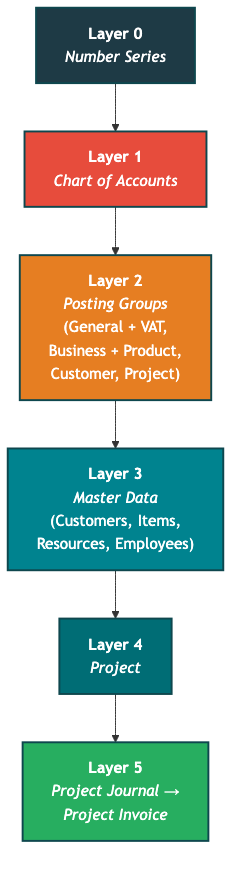 Layer 0
Number Series
Layer 1
Chart of Accounts
Layer 2
Posting Groups
(General + VAT,
Business + Product,
Customer, Project)
Layer 3
Master Data
(Customers, Items,
Resources, Employees)
Layer 4
Project
Layer 5
Project Journal →
Project Invoice